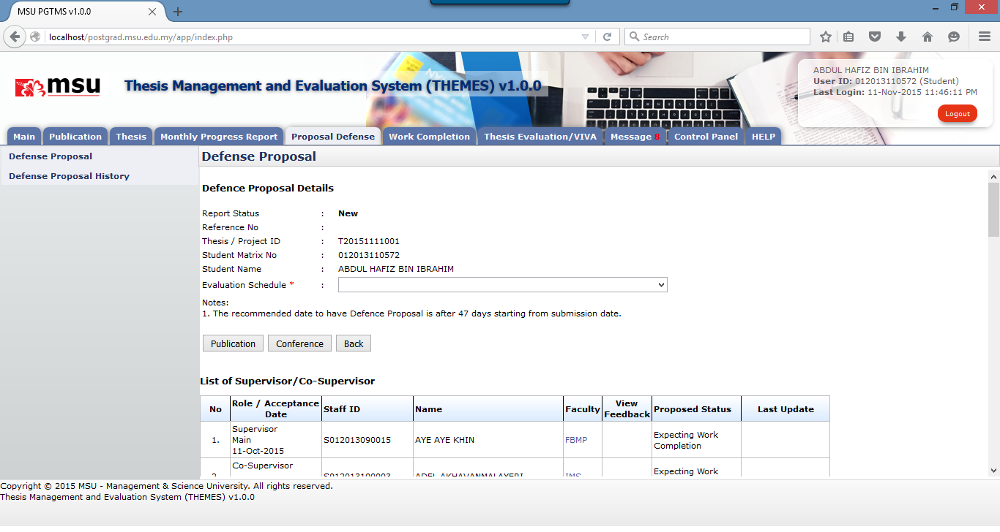 MSU PGTMS v1.0.0
localhost/postgrad.msu.edu.my/app/index.php
Search
msu
Thesis Management and Evaluation System (THEMES) v1.0.0
ABDUL HAFIZ BIN IBRAHIM
User ID: 012013110572 (Student)
Last Login: 11-Nov-2015 11:46:11 PM
Logout
Main Publication Thesis Monthly Progress Report Proposal Defense Work Completion Thesis Evaluation/VIVA Message 8 Control Panel HELP
Defense Proposal
Defense Proposal History
Defense Proposal
Defence Proposal Details
Report Status : New
Reference No :
Thesis / Project ID : T20151111001
Student Matrix No : 012013110572
Student Name : ABDUL HAFIZ BIN IBRAHIM
Evaluation Schedule * :
Notes:
1. The recommended date to have Defence Proposal is after 47 days starting from submission date.
Publication Conference Back
List of Supervisor/Co-Supervisor
No Role / Acceptance Date Staff ID Name Faculty View Feedback Proposed Status Last Update
1. Supervisor Main 11-Oct-2015 S012013090015 AYE AYE KHIN FBMP Expecting Work Completion
2. Co-Supervisor S012013100003 ADEL AKHAVANMALAYERI IMS Expecting Work
Copyright © 2015 MSU - Management & Science University. All rights reserved.
Thesis Management and Evaluation System (THEMES) v1.0.0